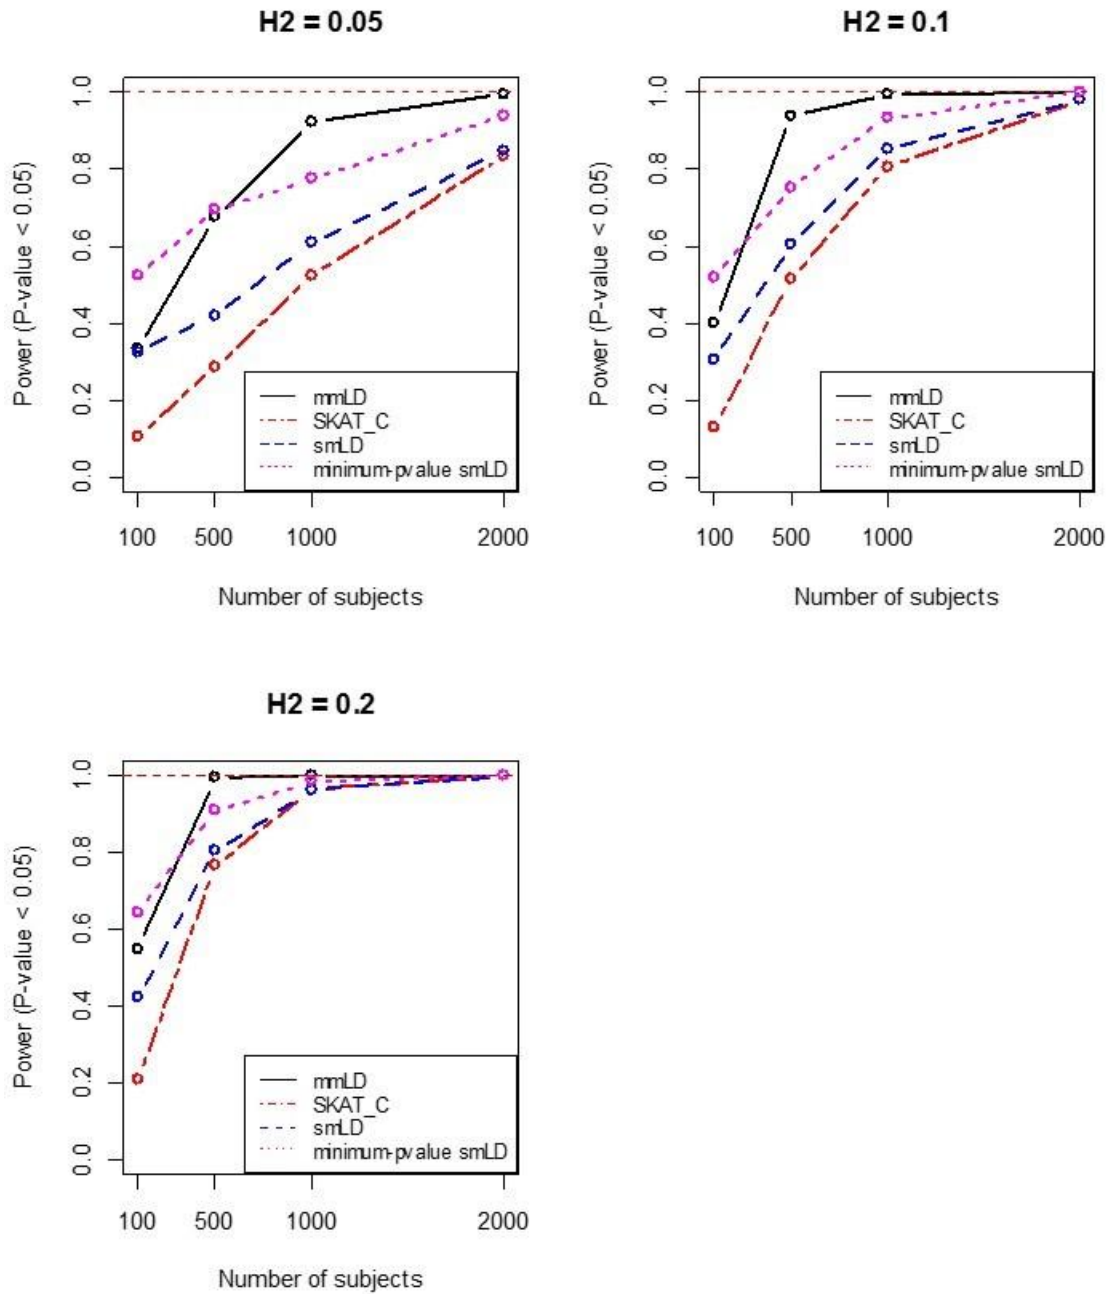 H2 = 0.05
Power (P-value < 0.05)
1.0
0.8
0.6
0.4
0.2
0.0
mmLD
SKAT_C
smLD
minimum-pvalue smLD
100 500 1000 2000
Number of subjects
H2 = 0.1
Power (P-value < 0.05)
1.0
0.8
0.6
0.4
0.2
0.0
mmLD
SKAT_C
smLD
minimum-pvalue smLD
100 500 1000 2000
Number of subjects
H2 = 0.2
Power (P-value < 0.05)
1.0
0.8
0.6
0.4
0.2
0.0
mmLD
SKAT_C
smLD
minimum-pvalue smLD
100 500 1000 2000
Number of subjects